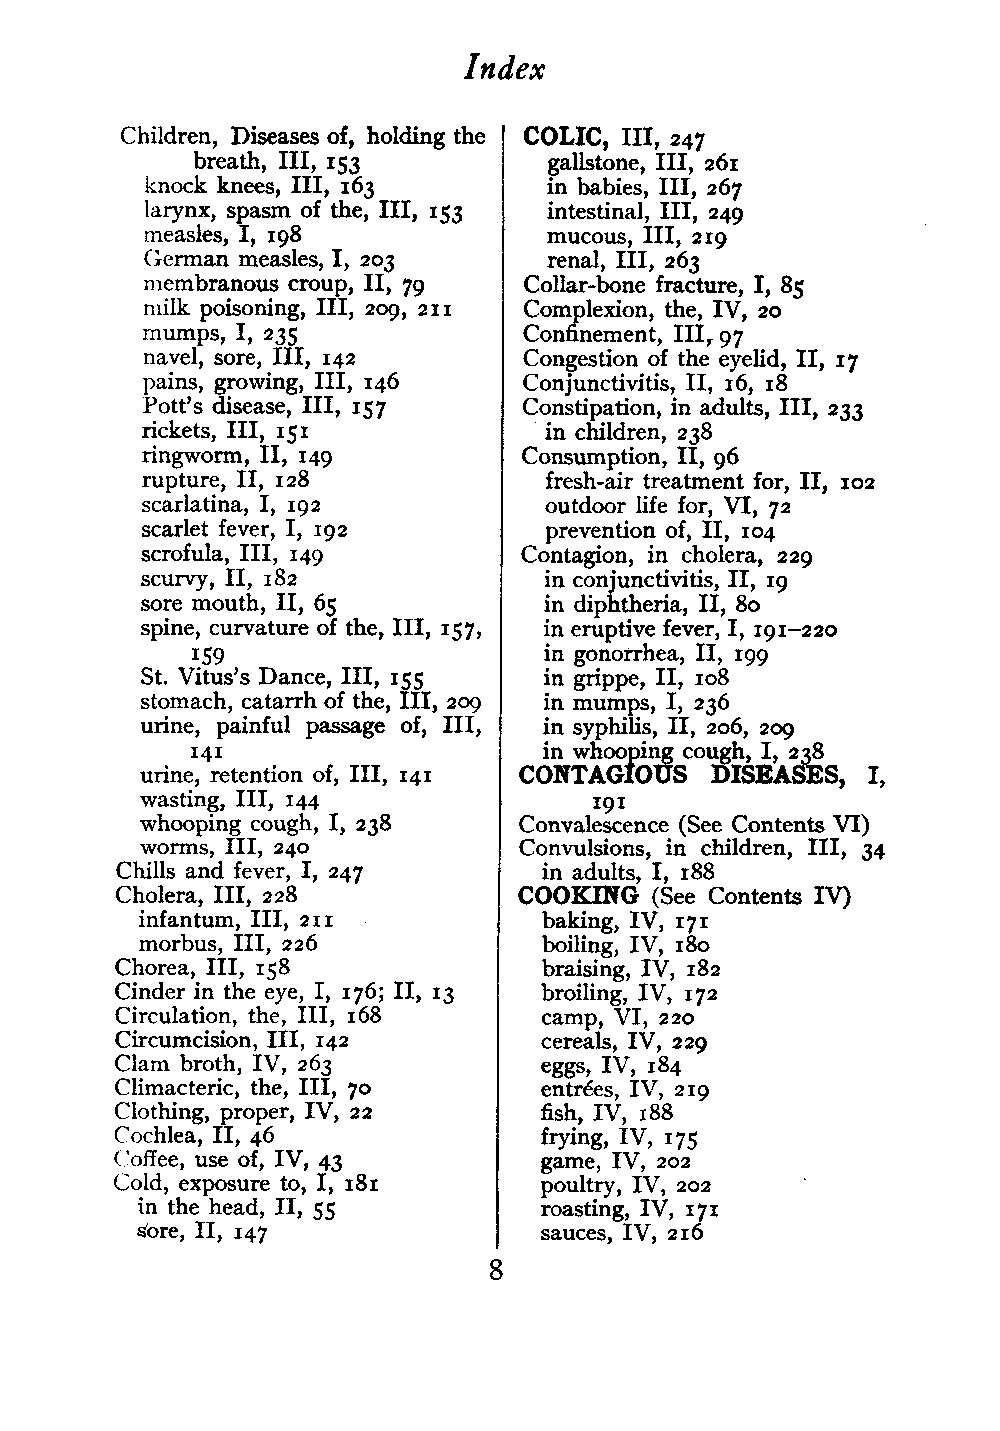 Index
Children, Diseases of, holding the
breath, III, 153
knock knees, III, 163
larynx, spasm of the, III, 153
measles, I, 198
German measles, I, 203
membranous croup, II, 79
milk poisoning, III, 209, 211
mumps, I, 235
navel, sore, III, 142
pains, growing, III, 146
Pott's disease, III, 157
rickets, III, 151
ringworm, II, 149
rupture, II, 128
scarlatina, I, 192
scarlet fever, I, 192
scrofula, III, 149
scurvy, II, 182
sore mouth, II, 65
spine, curvature of the, III, 157,
159
St. Vitus's Dance, III, 155
stomach, catarrh of the, III, 209
urine, painful passage of, III,
141
urine, retention of, III, 141
wasting, III, 144
whooping cough, I, 238
worms, III, 240
Chills and fever, I, 247
Cholera, III, 228
infantum, III, 211
morbus, III, 226
Chorea, III, 158
Cinder in the eye, I, 176; II, 13
Circulation, the, III, 168
Circumcision, III, 142
Clam broth, IV, 263
Climacteric, the, III, 70
Clothing, proper, IV, 22
Cochlea, II, 46
Coffee, use of, IV, 43
Cold, exposure to, I, 181
in the head, II, 55
sore, II, 147
COLIC, III, 247
gallstone, III, 261
in babies, III, 267
intestinal, III, 249
mucous, III, 219
renal, III, 263
Collar-bone fracture, I, 85
Complexion, the, IV, 20
Confinement, III, 97
Congestion of the eyelid, II, 17
Conjunctivitis, II, 16, 18
Constipation, in adults, III, 233
in children, 238
Consumption, II, 96
fresh-air treatment for, II, 102
outdoor life for, VI, 72
prevention of, II, 104
Contagion, in cholera, 229
in conjunctivitis, II, 19
in diphtheria, II, 80
in eruptive fever, I, 191–220
in gonorrhea, II, 199
in grippe, II, 108
in mumps, I, 236
in syphilis, II, 206, 209
in whooping cough, I, 238
CONTAGIOUS DISEASES, I,
191
Convalescence (See Contents VI)
Convulsions, in children, III, 34
in adults, I, 188
COOKING (See Contents IV)
baking, IV, 171
boiling, IV, 180
braising, IV, 182
broiling, IV, 172
camp, VI, 220
cereals, IV, 229
eggs, IV, 184
entrées, IV, 219
fish, IV, 188
frying, IV, 175
game, IV, 202
poultry, IV, 202
roasting, IV, 171
sauces, IV, 216
8